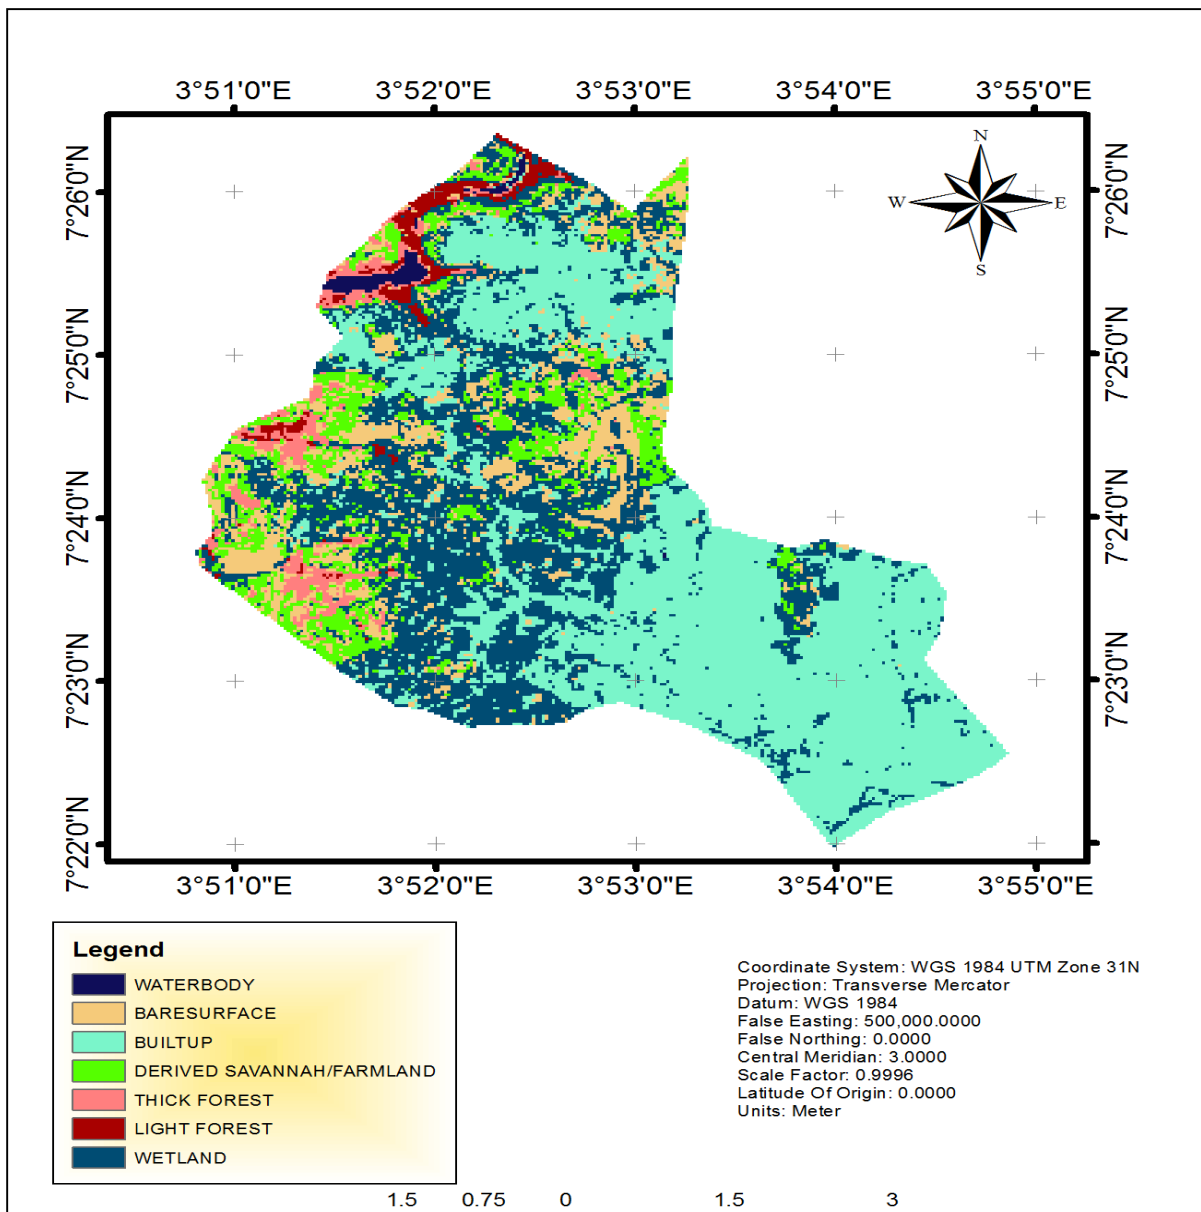 3°51'0"E 3°52'0"E 3°53'0"E 3°54'0"E 3°55'0"E
N
W E
S
7°26'0"N 7°26'0"N
7°25'0"N 7°25'0"N
7°24'0"N 7°24'0"N
7°23'0"N 7°23'0"N
7°22'0"N 7°22'0"N
3°51'0"E 3°52'0"E 3°53'0"E 3°54'0"E 3°55'0"E
Legend
WATERBODY
BARESURFACE
BUILTUP
DERIVED SAVANNAH/FARMLAND
THICK FOREST
LIGHT FOREST
WETLAND
Coordinate System: WGS 1984 UTM Zone 31N
Projection: Transverse Mercator
Datum: WGS 1984
False Easting: 500,000.0000
False Northing: 0.0000
Central Meridian: 3.0000
Scale Factor: 0.9996
Latitude Of Origin: 0.0000
Units: Meter
1.5 0.75 0 1.5 3